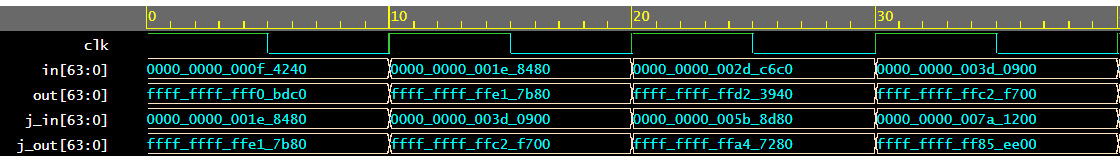 0 10 20 30
clk
in[63:0] 0000_0000_000f_4240 0000_0000_001e_8480 0000_0000_002d_c6c0 0000_0000_003d_0900
out[63:0] ffff_ffff_fff0_bdc0 ffff_ffff_ffe1_7b80 ffff_ffff_ffd2_3940 ffff_ffff_ffc2_f700
j_in[63:0] 0000_0000_001e_8480 0000_0000_003d_0900 0000_0000_005b_8d80 0000_0000_007a_1200
j_out[63:0] ffff_ffff_ffe1_7b80 ffff_ffff_ffc2_f700 ffff_ffff_ffa4_7280 ffff_ffff_ff85_ee00